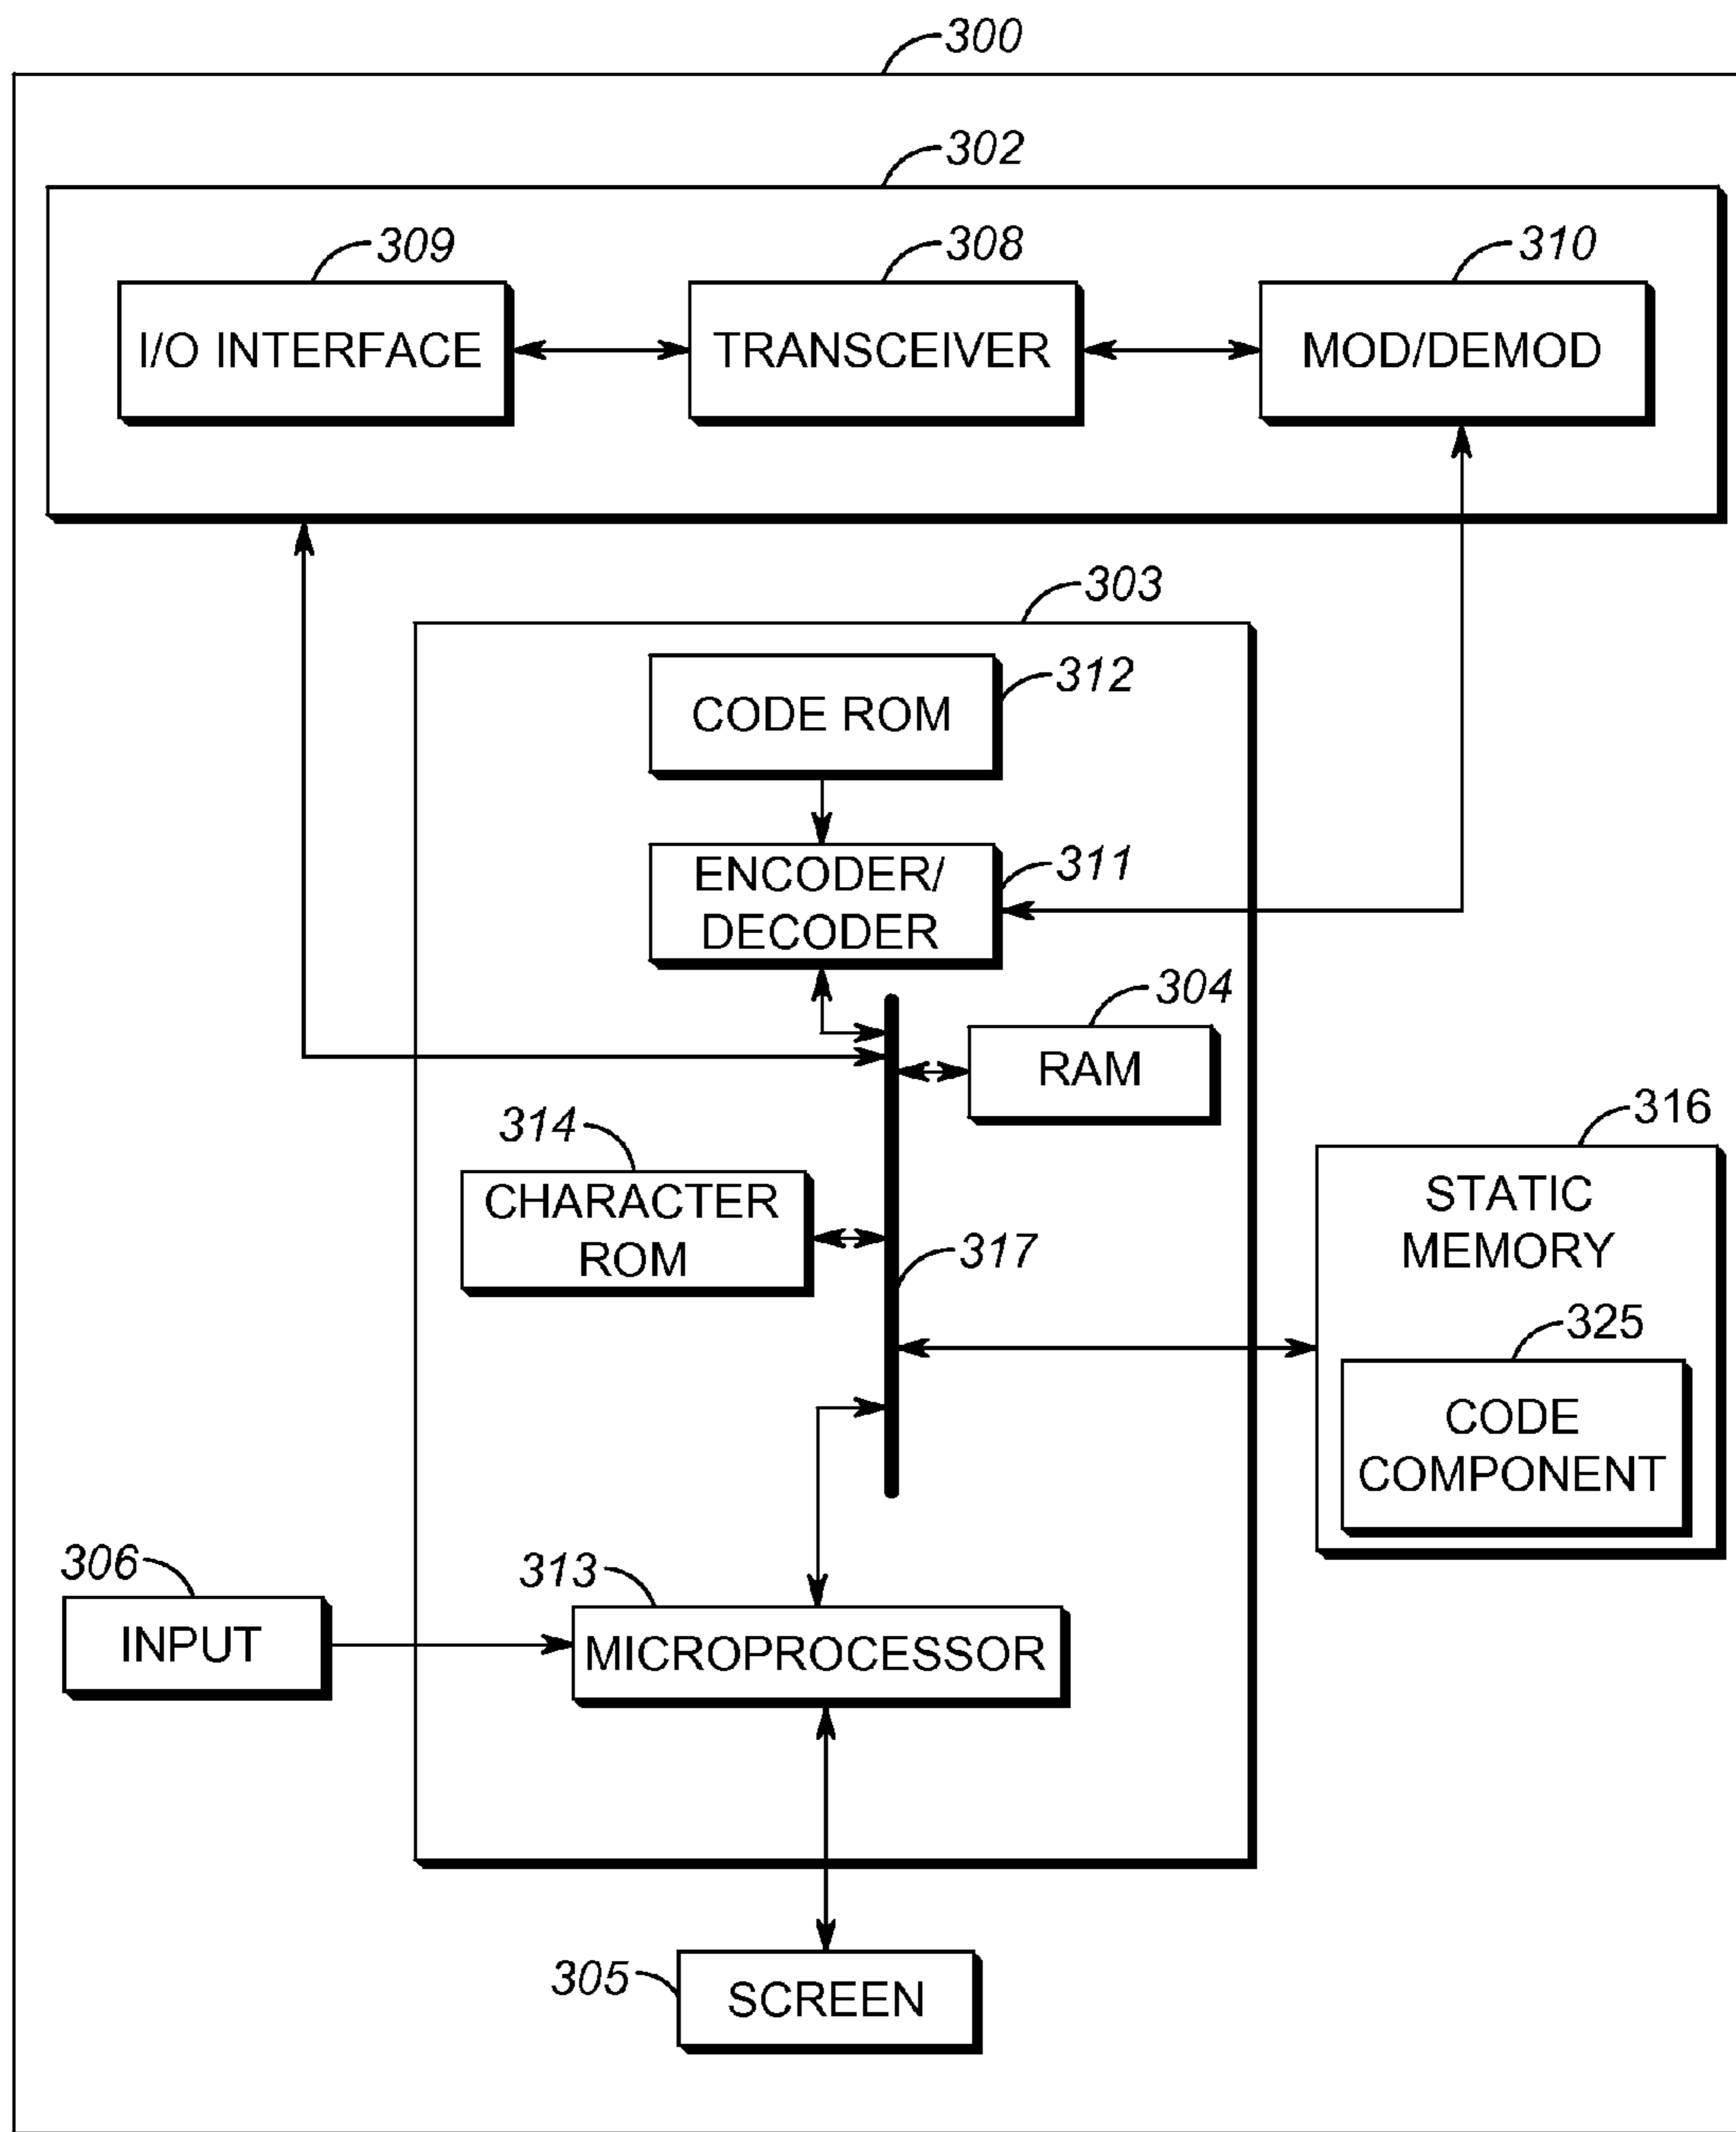 300
302
309
308
310
I/O INTERFACE
TRANSCEIVER
MOD/DEMOD
303
312
CODE ROM
311
ENCODER/
DECODER
304
RAM
314
CHARACTER
ROM
317
316
STATIC
MEMORY
325
CODE
COMPONENT
306
INPUT
313
MICROPROCESSOR
305
SCREEN